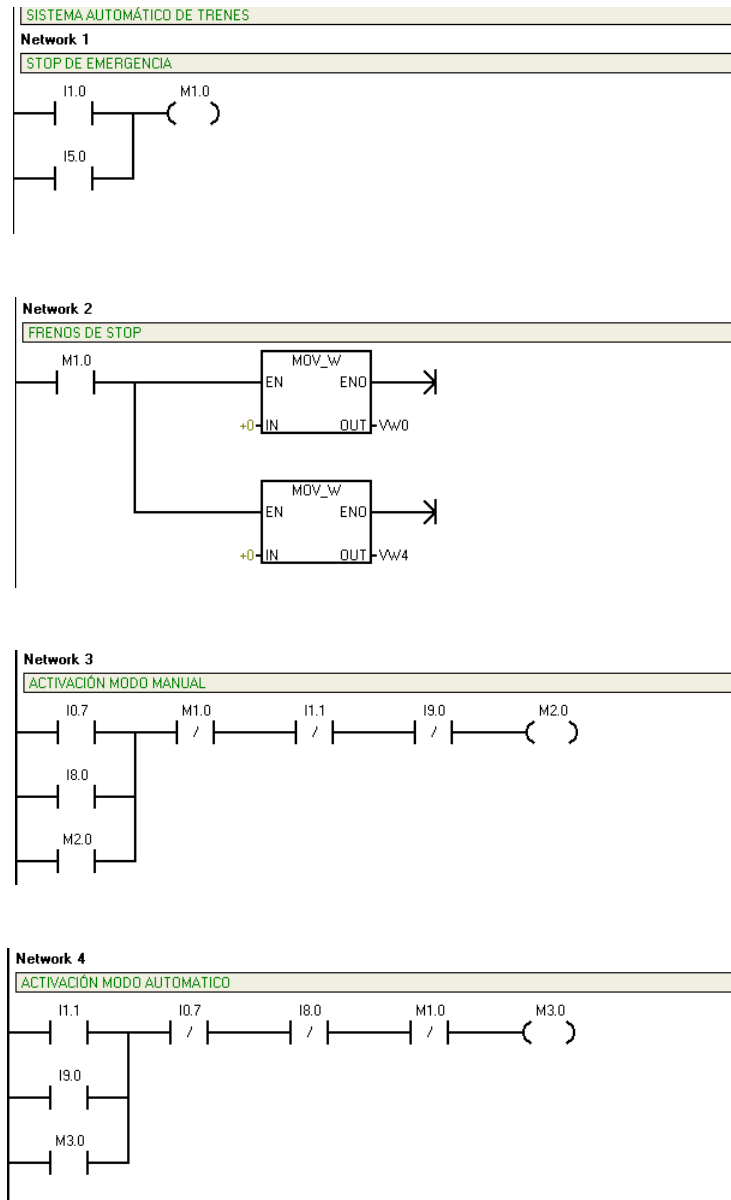 SISTEMA AUTOMÁTICO DE TRENES
Network 1
STOP DE EMERGENCIA
I1.0 M1.0
I5.0
Network 2
FRENOS DE STOP
M1.0 MOV_W
EN ENO
+0 IN OUT VW0
MOV_W
EN ENO
+0 IN OUT VW4
Network 3
ACTIVACIÓN MODO MANUAL
I0.7 M1.0 I1.1 I9.0 M2.0
I8.0
M2.0
Network 4
ACTIVACIÓN MODO AUTOMATICO
I1.1 I0.7 I8.0 M1.0 M3.0
I9.0
M3.0